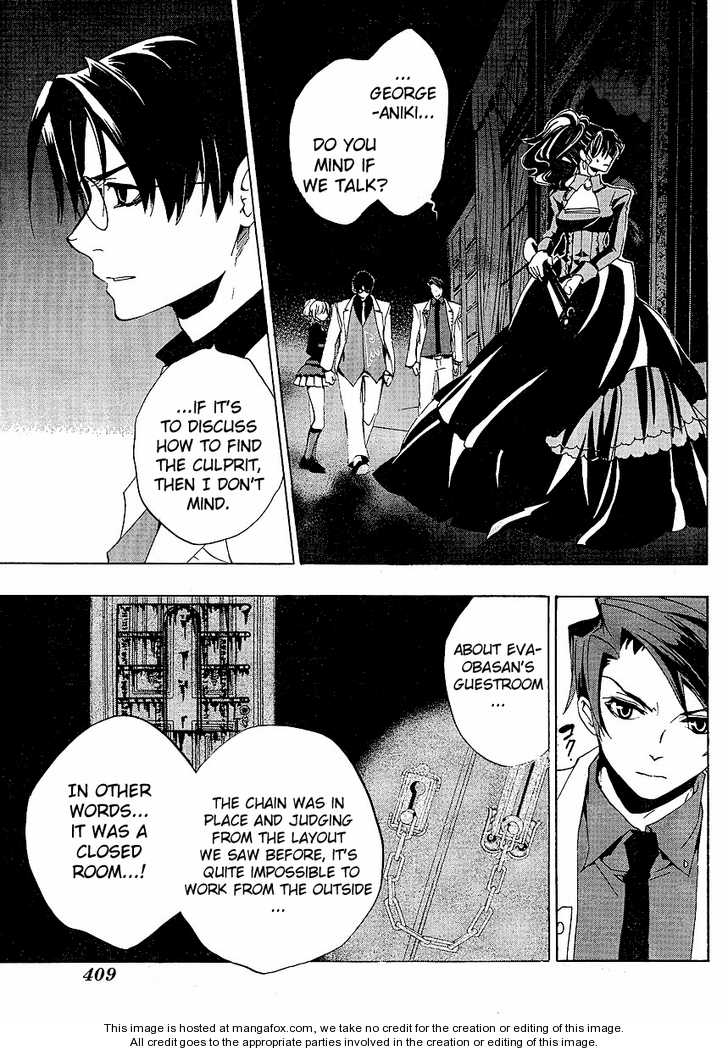 ...
GEORGE
-ANIKI...
DO YOU
MIND IF
WE TALK?
...IF IT'S
TO DISCUSS
HOW TO FIND
THE CULPRIT,
THEN I DON'T
MIND.
ABOUT EVA-
OBASAN'S
GUESTROOM
...
THE CHAIN WAS IN
PLACE AND JUDGING
FROM THE LAYOUT
WE SAW BEFORE, IT'S
QUITE IMPOSSIBLE TO
WORK FROM THE OUTSIDE
...
IN OTHER
WORDS...
IT WAS A
CLOSED
ROOM...!
409
This image is hosted at mangafox.com, we take no credit for the creation or editing of this image.
All credit goes to the appropriate parties involved in the creation or editing of this image.